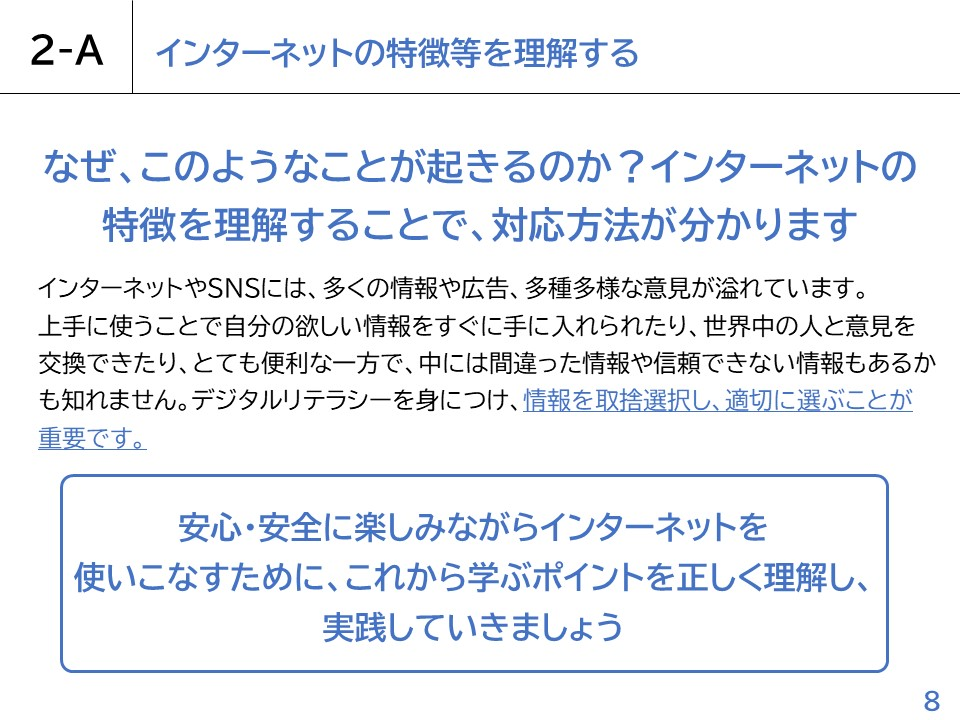 2-A
インターネットの特徴等を理解する
なぜ、このようなことが起きるのか？インターネットの
特徴を理解することで、対応方法が分かります
インターネットやSNSには、多くの情報や広告、多種多様な意見が溢れています。
上手に使うことで自分の欲しい情報をすぐに手に入れられたり、世界中の人と意見を
交換できたり、とても便利な一方で、中には間違った情報や信頼できない情報もあるか
も知れません。デジタルリテラシーを身につけ、情報を取捨選択し、適切に選ぶことが
重要です。
安心・安全に楽しみながらインターネットを
使いこなすために、これから学ぶポイントを正しく理解し、
実践していきましょう
8